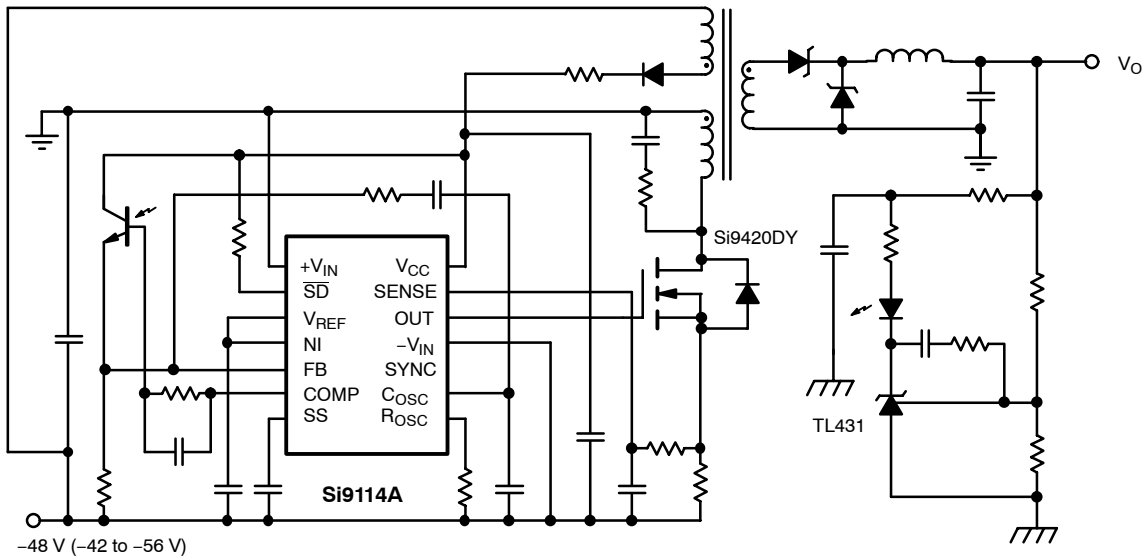 V_O
Si9420DY
+V_IN
V_CC
SD
SENSE
V_REF
OUT
NI
−V_IN
FB
SYNC
COMP
C_OSC
SS
R_OSC
TL431
Si9114A
−48 V (−42 to −56 V)